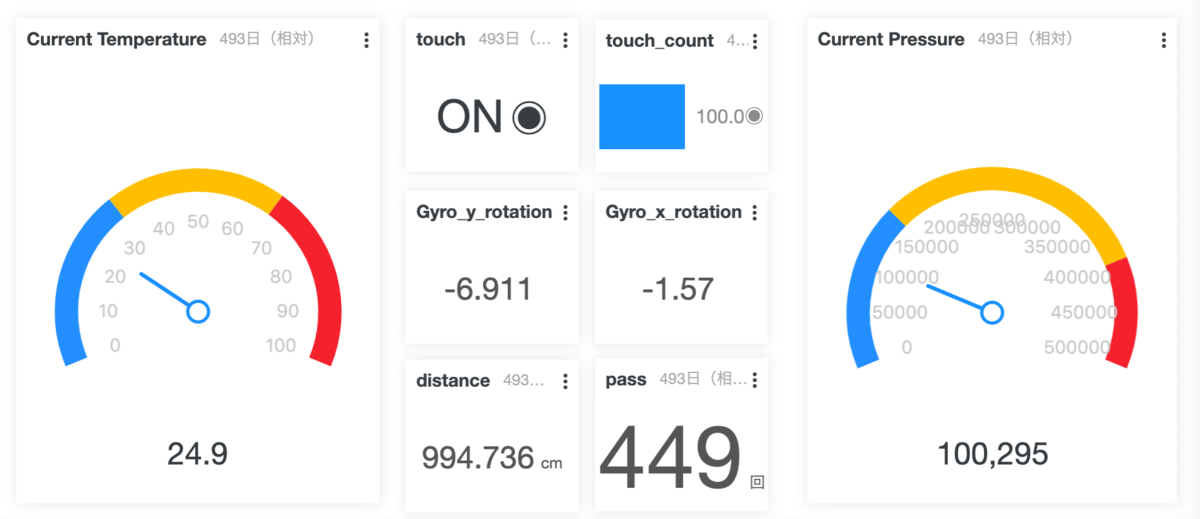 Current Temperature 493日（相対）
0
10
20
30
40
50
60
70
80
90
100
24.9
touch 493日（...
ON
touch_count 4...
100.0
Gyro_y_rotation
-6.911
Gyro_x_rotation
-1.57
distance 493...
994.736 cm
pass 493日（相...
449 回
Current Pressure 493日（相対）
0
50000
100000
150000
200000
250000
300000
350000
400000
450000
500000
100,295